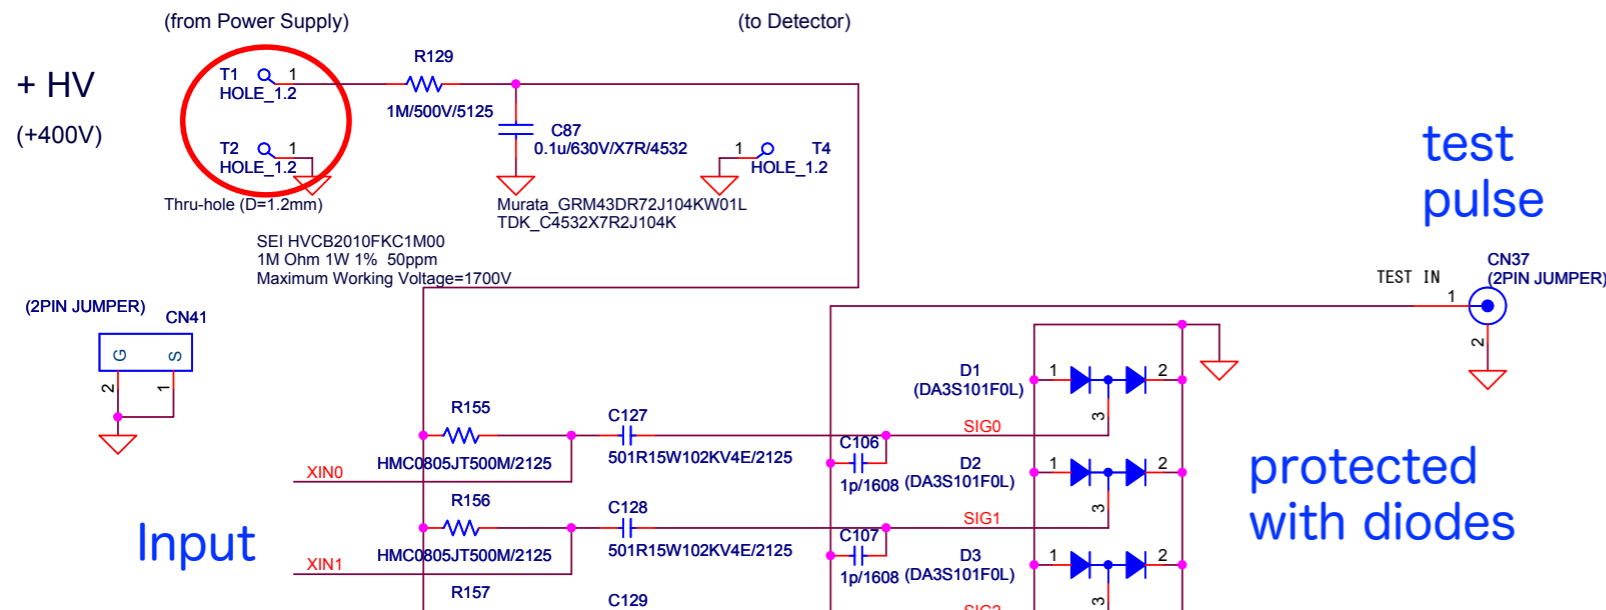 (from Power Supply)
(to Detector)
+ HV
(+400V)
T1
1
HOLE_1.2
R129
1M/500V/5125
T2
1
HOLE_1.2
Thru-hole (D=1.2mm)
C87
0.1u/630V/X7R/4532
1
T4
HOLE_1.2
Murata_GRM43DR72J104KW01L
TDK_C4532X7R2J104K
SEI HVCB2010FKC1M00
1M Ohm 1W 1% 50ppm
Maximum Working Voltage=1700V
test
pulse
CN37
(2PIN JUMPER)
TEST IN
1
2
(2PIN JUMPER)
CN41
G
S
2
1
D1
(DA3S101F0L)
1
2
3
R155
HMC0805JT500M/2125
C127
501R15W102KV4E/2125
SIG0
XIN0
C106
1p/1608
D2
(DA3S101F0L)
1
2
3
protected
with diodes
R156
HMC0805JT500M/2125
C128
501R15W102KV4E/2125
SIG1
Input
XIN1
C107
1p/1608
D3
(DA3S101F0L)
1
2
3
R157
C129
SIG2